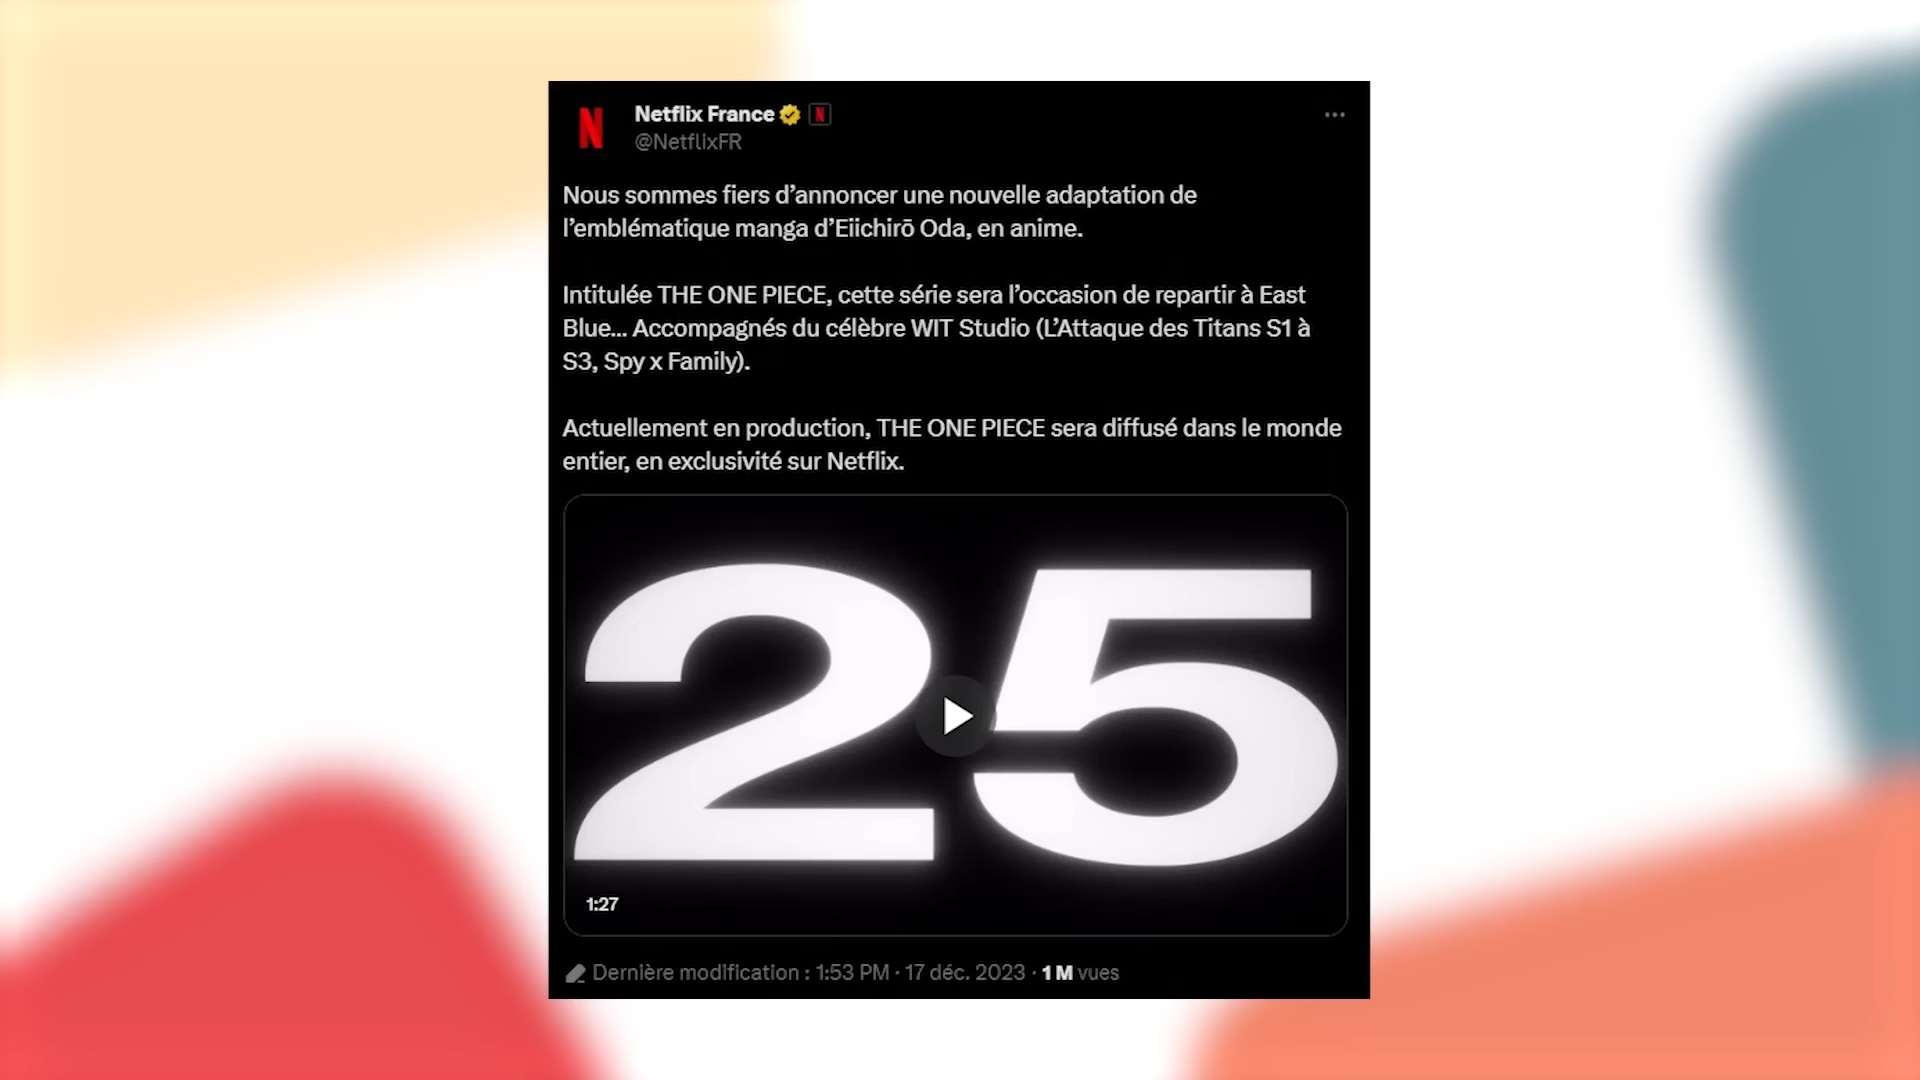 Netflix France
@NetflixFR
Nous sommes fiers d’annoncer une nouvelle adaptation de
l’emblématique manga d’Eiichirō Oda, en anime.
Intitulée THE ONE PIECE, cette série sera l’occasion de repartir à East
Blue... Accompagnés du célèbre WIT Studio (L’Attaque des Titans S1 à
S3, Spy x Family).
Actuellement en production, THE ONE PIECE sera diffusé dans le monde
entier, en exclusivité sur Netflix.
25
1:27
Dernière modification : 1:53 PM · 17 déc. 2023 · 1 M vues